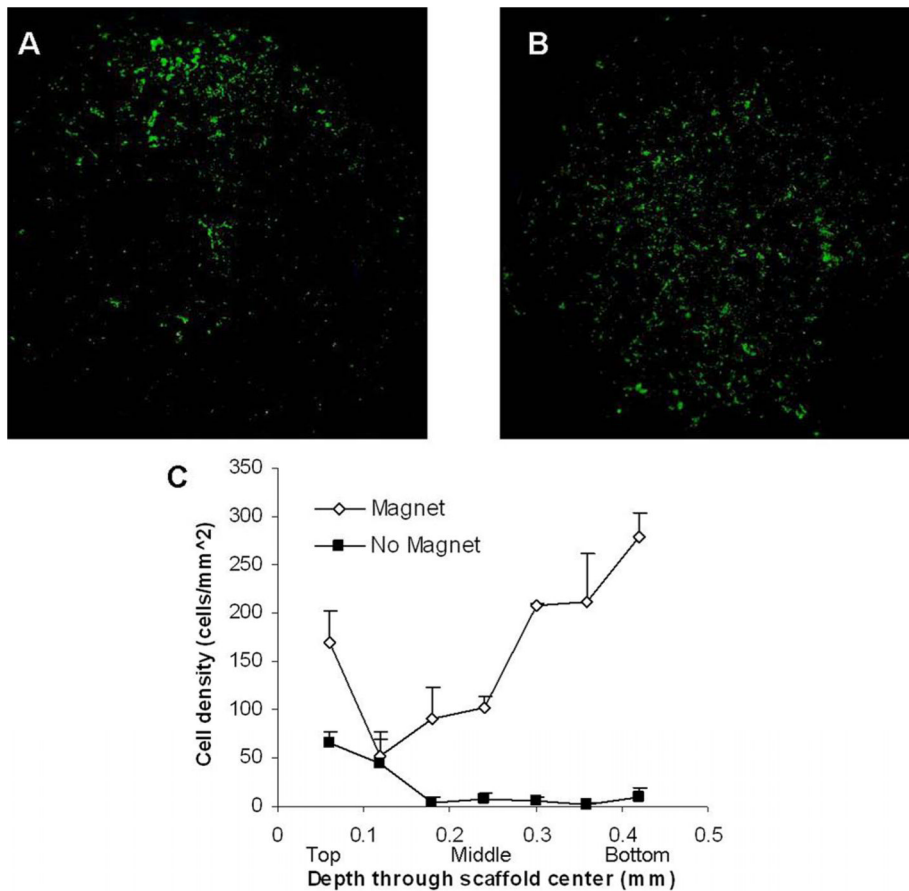 A
B
C
350
300
250
200
150
100
50
0
Cell density (cells/mm^2)
Magnet
No Magnet
0 0.1 0.2 0.3 0.4 0.5
Top Middle Bottom
Depth through scaffold center (mm)